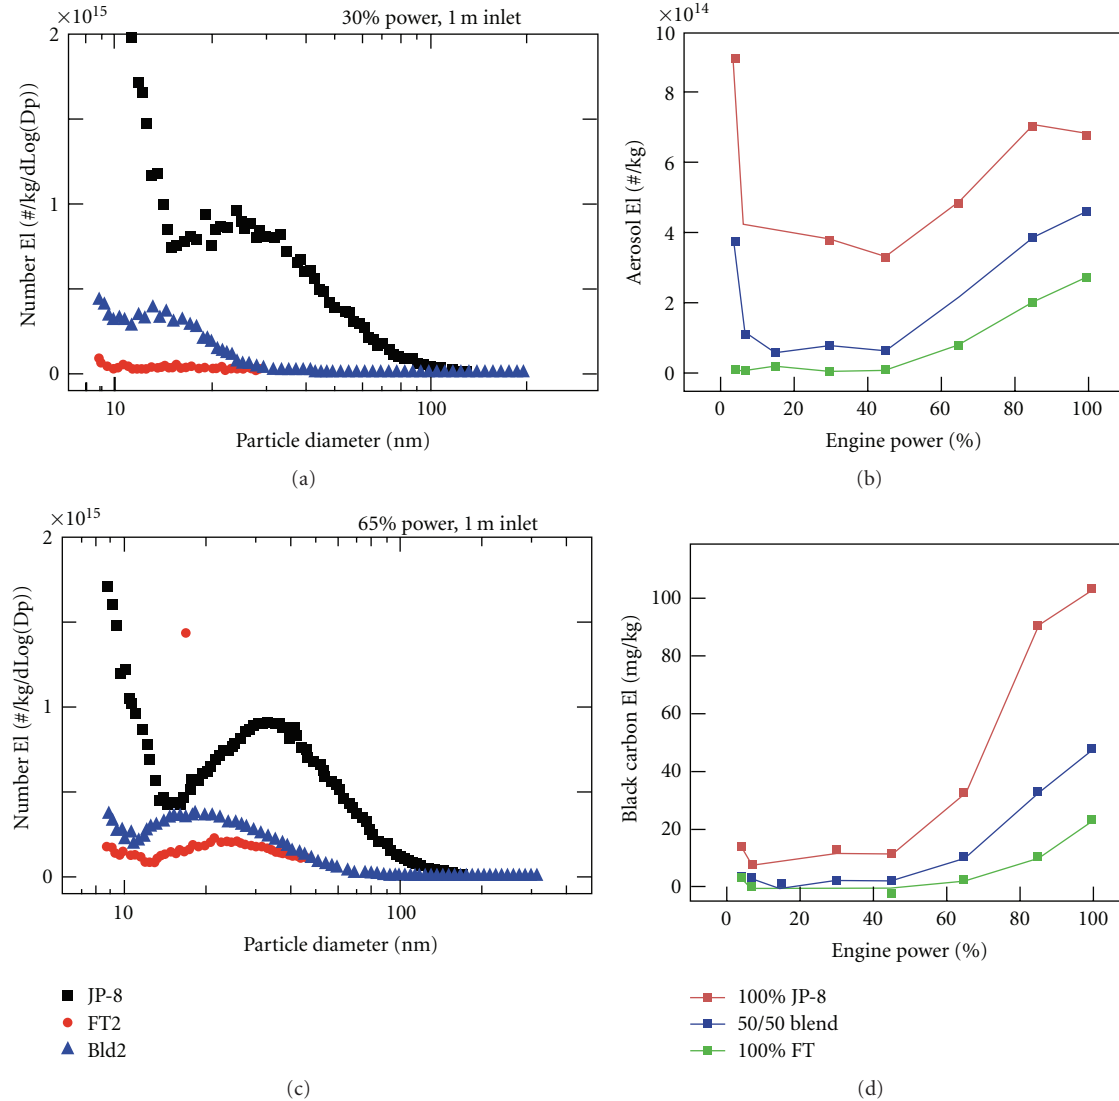 ×10^15
30% power, 1 m inlet
2
1
0
Number EI (#/kg/dLog(Dp))
10
100
Particle diameter (nm)
(a)
×10^14
10
8
6
4
2
0
Aerosol EI (#/kg)
0
20
40
60
80
100
Engine power (%)
(b)
×10^15
65% power, 1 m inlet
2
1
0
Number EI (#/kg/dLog(Dp))
10
100
Particle diameter (nm)
JP-8
FT2
Bld2
(c)
100
80
60
40
20
0
Black carbon EI (mg/kg)
0
20
40
60
80
100
Engine power (%)
100% JP-8
50/50 blend
100% FT
(d)